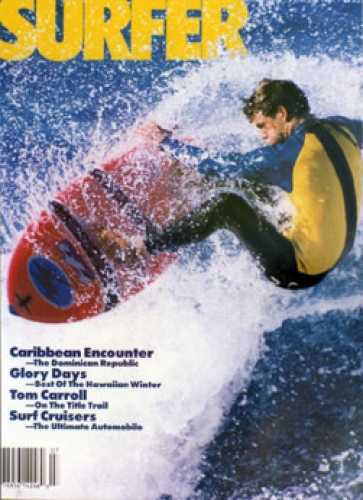 SURFER
Caribbean Encounter
—The Dominican Republic
Glory Days
—Best Of The Hawaiian Winter
Tom Carroll
—On The Title Trail
Surf Cruisers
—The Ultimate Automobile
07